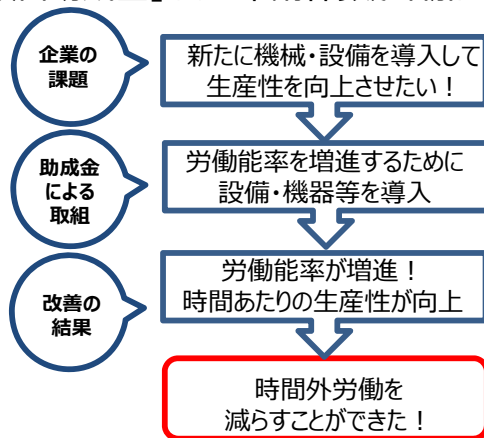 企業の
課題
新たに機械・設備を導入して
生産性を向上させたい！
助成金
による
取組
労働能率を増進するために
設備・機器等を導入
改善の
結果
労働能率が増進！
時間あたりの生産性が向上
時間外労働を
減らすことができた！